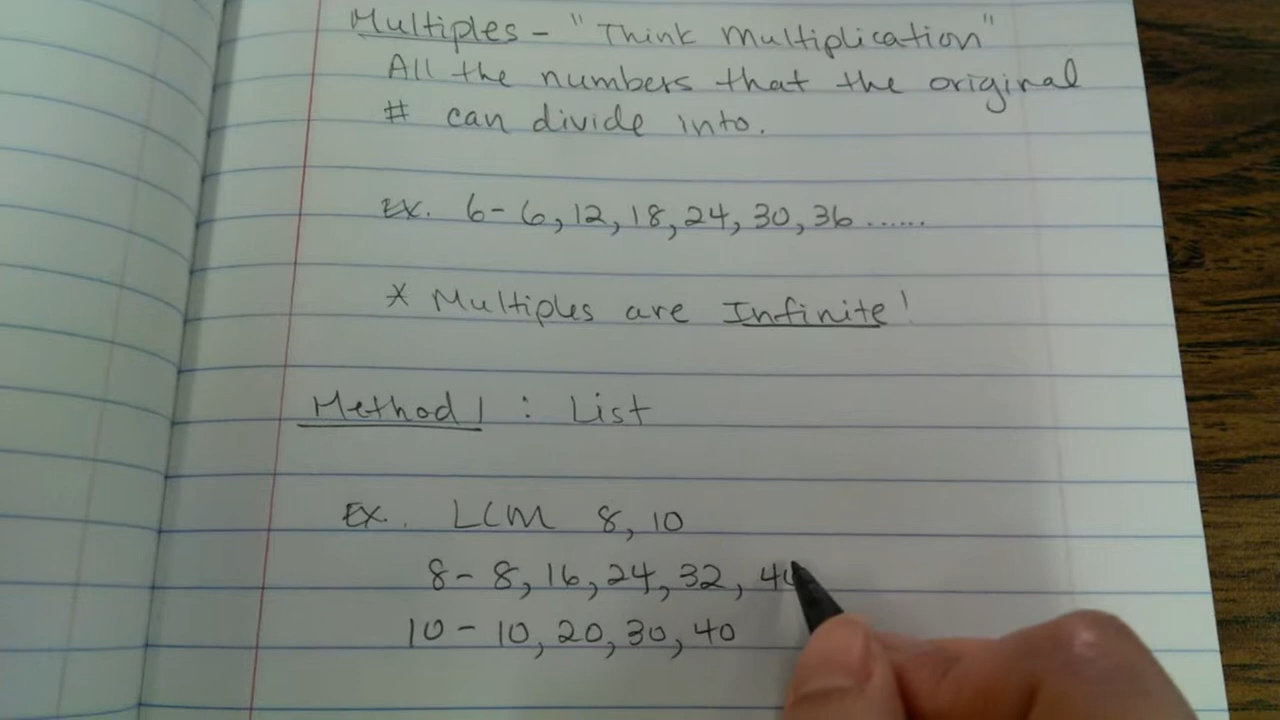 Multiples - "Think Multiplication"
All the numbers that the original
# can divide into.
Ex. 6 - 6, 12, 18, 24, 30, 36......
* Multiples are Infinite!
Method 1 : List
Ex. LCM 8, 10
8 - 8, 16, 24, 32, 40
10 - 10, 20, 30, 40